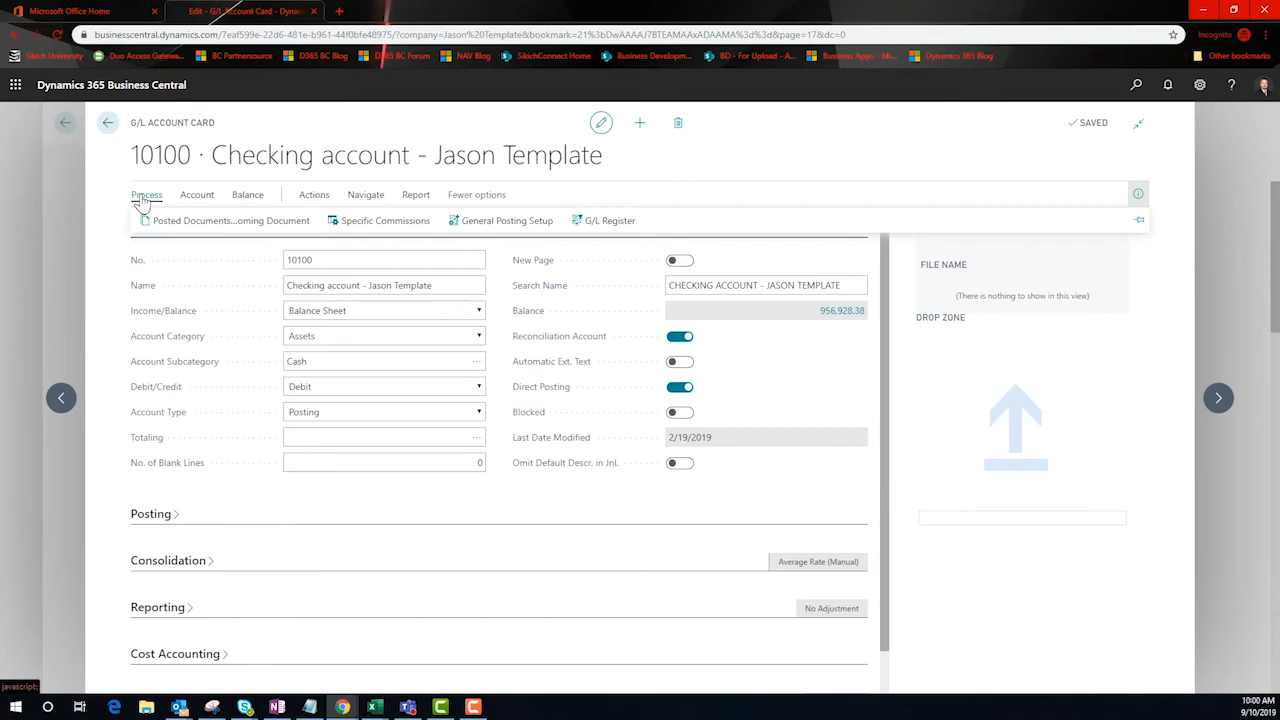 Microsoft Office Home
Edit - G/L Account Card - Dynam
businesscentral.dynamics.com/7eaf599e-22d6-481e-b961-44f0bfe48975/?company=Jason%20Template&bookmark=21%3bDwAAAAJ7BTEAMAAxADAAMA%3d%3d&page=17&dc=0
Incognito
Sikich University
Duo Access Gatewa...
BC Partnersource
D365 BC Forum
NAV Blog
SikichConnect Home
Business Developm...
BD - For Upload - A...
Business Apps - Mi...
Dynamics 365 Blog
Other bookmarks
Dynamics 365 Business Central
G/L ACCOUNT CARD
SAVED
10100 · Checking account - Jason Template
Process Account Balance Actions Navigate Report Fewer options
Posted Documents...oming Document Specific Commissions General Posting Setup G/L Register
No. 10100
Name Checking account - Jason Template
Income/Balance Balance Sheet
Account Category Assets
Account Subcategory Cash
Debit/Credit Debit
Account Type Posting
Totaling
No. of Blank Lines 0
New Page
Search Name CHECKING ACCOUNT - JASON TEMPLATE
Balance 956,928.38
Reconciliation Account
Automatic Ext. Text
Direct Posting
Blocked
Last Date Modified 2/19/2019
Omit Default Descr. in Jnl.
FILE NAME
(There is nothing to show in this view)
DROP ZONE
Posting
Consolidation Average Rate (Manual)
Reporting No Adjustment
Cost Accounting
javascript:
10:00 AM
9/10/2019